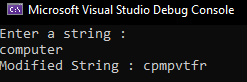 Microsoft Visual Studio Debug Console
Enter a string :
computer
Modified String : cpmpvtfr